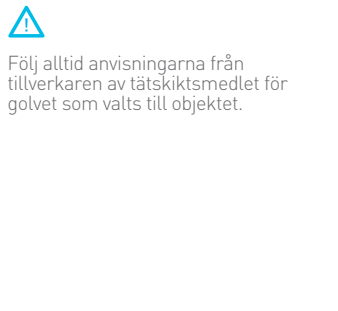 Följ alltid anvisningarna från
tillverkaren av tätskiktsmedlet för
golvet som valts till objektet.